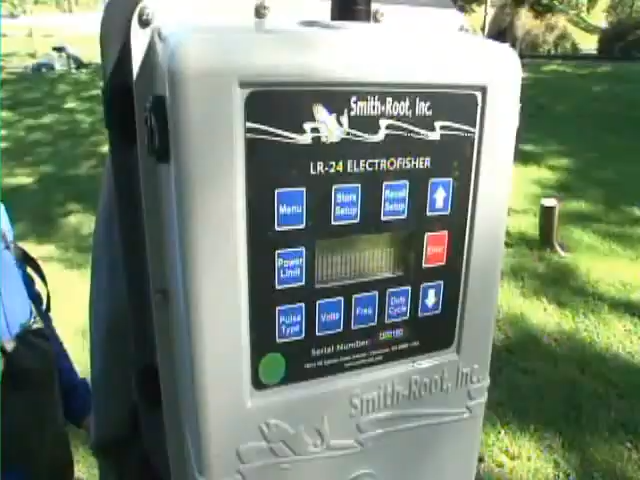 Smith-Root, Inc.
LR-24 ELECTROFISHER
Menu
Store Setup
Recall Setup
Power Limit
Enter
Pulse Type
Volts
Freq
Duty Cycle
Serial Number:
Smith-Root, Inc.